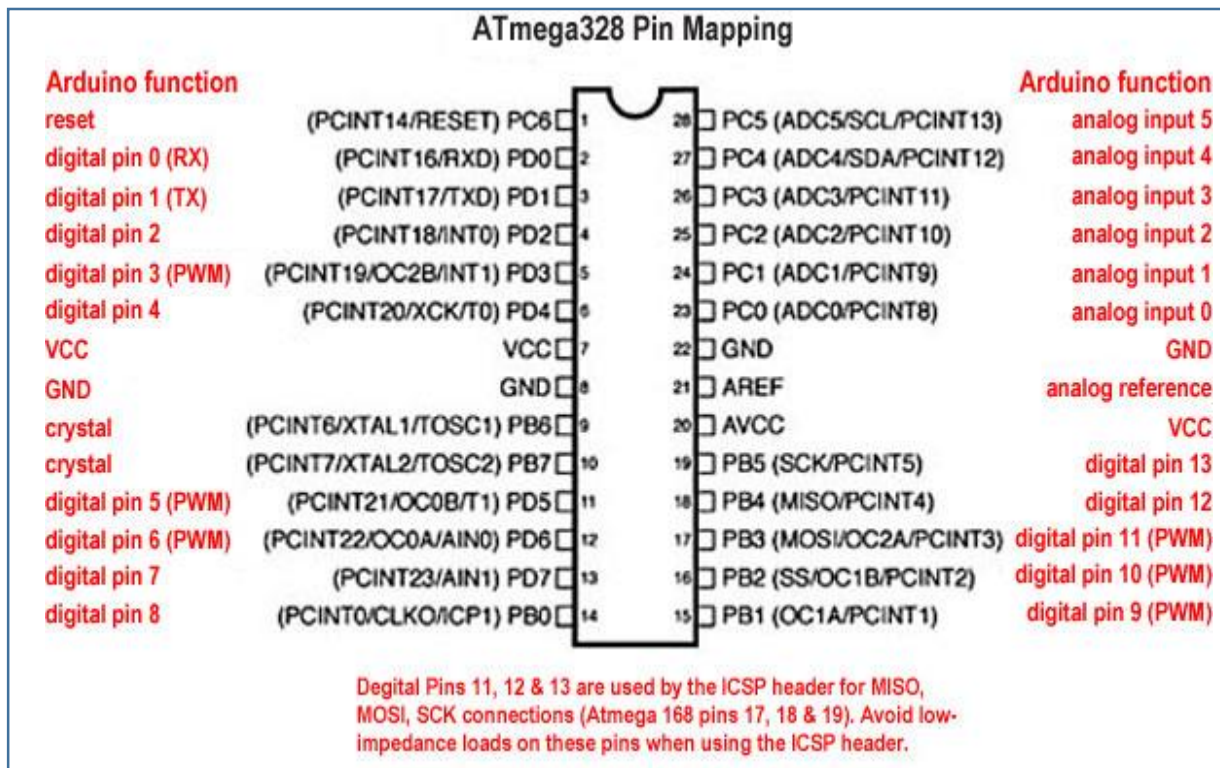 ATmega328 Pin Mapping
Arduino function Arduino function
reset (PCINT14/RESET) PC6 1 28 PC5 (ADC5/SCL/PCINT13) analog input 5
digital pin 0 (RX) (PCINT16/RXD) PD0 2 27 PC4 (ADC4/SDA/PCINT12) analog input 4
digital pin 1 (TX) (PCINT17/TXD) PD1 3 26 PC3 (ADC3/PCINT11) analog input 3
digital pin 2 (PCINT18/INT0) PD2 4 25 PC2 (ADC2/PCINT10) analog input 2
digital pin 3 (PWM) (PCINT19/OC2B/INT1) PD3 5 24 PC1 (ADC1/PCINT9) analog input 1
digital pin 4 (PCINT20/XCK/T0) PD4 6 23 PC0 (ADC0/PCINT8) analog input 0
VCC VCC 7 22 GND GND
GND GND 8 21 AREF analog reference
crystal (PCINT6/XTAL1/TOSC1) PB6 9 20 AVCC VCC
crystal (PCINT7/XTAL2/TOSC2) PB7 10 19 PB5 (SCK/PCINT5) digital pin 13
digital pin 5 (PWM) (PCINT21/OC0B/T1) PD5 11 18 PB4 (MISO/PCINT4) digital pin 12
digital pin 6 (PWM) (PCINT22/OC0A/AIN0) PD6 12 17 PB3 (MOSI/OC2A/PCINT3) digital pin 11 (PWM)
digital pin 7 (PCINT23/AIN1) PD7 13 16 PB2 (SS/OC1B/PCINT2) digital pin 10 (PWM)
digital pin 8 (PCINT0/CLKO/ICP1) PB0 14 15 PB1 (OC1A/PCINT1) digital pin 9 (PWM)
Degital Pins 11, 12 & 13 are used by the ICSP header for MISO,
MOSI, SCK connections (Atmega 168 pins 17, 18 & 19). Avoid low-
impedance loads on these pins when using the ICSP header.